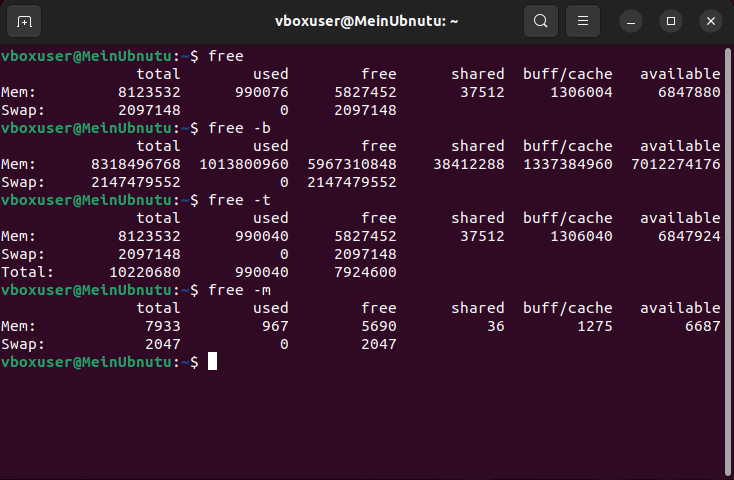 vboxuser@MeinUbnutu: ~
vboxuser@MeinUbnutu:~$ free
total used free shared buff/cache available
Mem: 8123532 990076 5827452 37512 1306004 6847880
Swap: 2097148 0 2097148
vboxuser@MeinUbnutu:~$ free -b
total used free shared buff/cache available
Mem: 8318496768 1013800960 5967310848 38412288 1337384960 7012274176
Swap: 2147479552 0 2147479552
vboxuser@MeinUbnutu:~$ free -t
total used free shared buff/cache available
Mem: 8123532 990040 5827452 37512 1306040 6847924
Swap: 2097148 0 2097148
Total: 10220680 990040 7924600
vboxuser@MeinUbnutu:~$ free -m
total used free shared buff/cache available
Mem: 7933 967 5690 36 1275 6687
Swap: 2047 0 2047
vboxuser@MeinUbnutu:~$